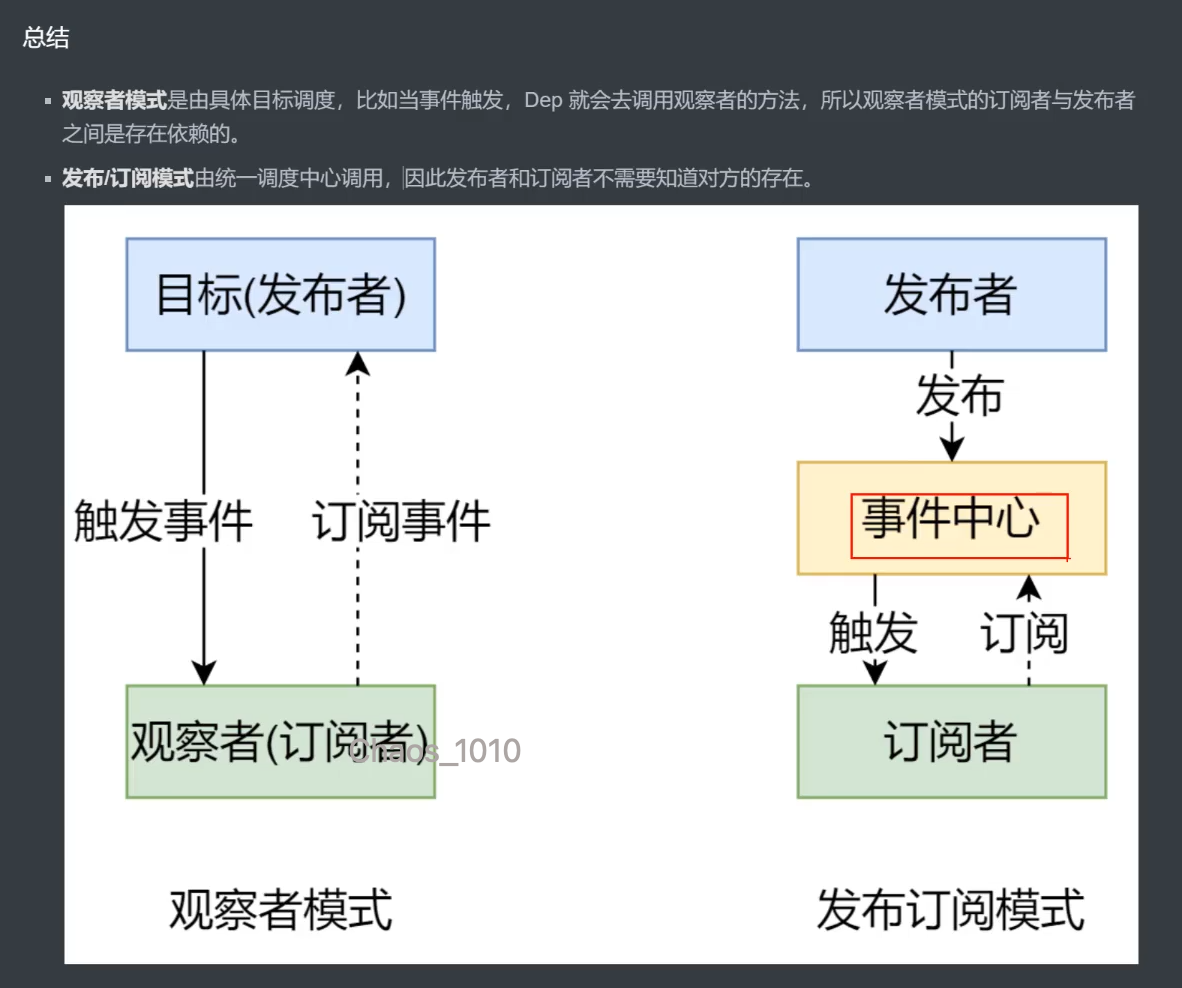 总结
观察者模式是由具体目标调度，比如当事件触发，Dep 就会去调用观察者的方法，所以观察者模式的订阅者与发布者
之间是存在依赖的。
发布/订阅模式由统一调度中心调用，因此发布者和订阅者不需要知道对方的存在。
目标(发布者)
发布者
发布
触发事件
订阅事件
事件中心
触发
订阅
观察者(订阅者)
Chaos_1010
订阅者
观察者模式
发布订阅模式